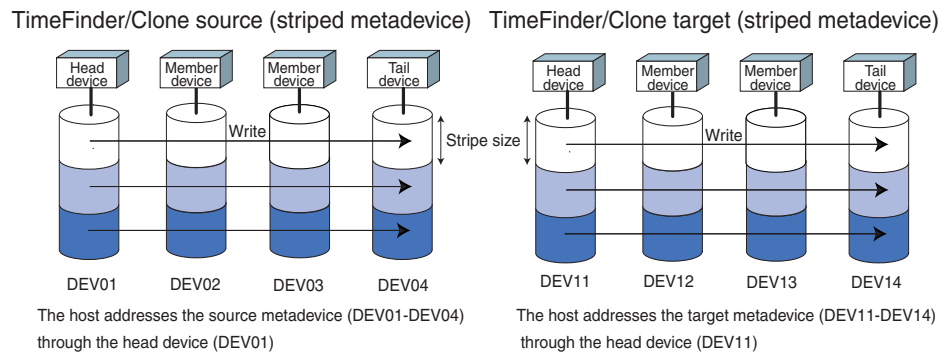 TimeFinder/Clone source (striped metadevice)
Head device
Member device
Member device
Tail device
Write
Stripe size
DEV01
DEV02
DEV03
DEV04
The host addresses the source metadevice (DEV01-DEV04)
through the head device (DEV01)
TimeFinder/Clone target (striped metadevice)
Head device
Member device
Member device
Tail device
Write
DEV11
DEV12
DEV13
DEV14
The host addresses the target metadevice (DEV11-DEV14)
through the head device (DEV11)